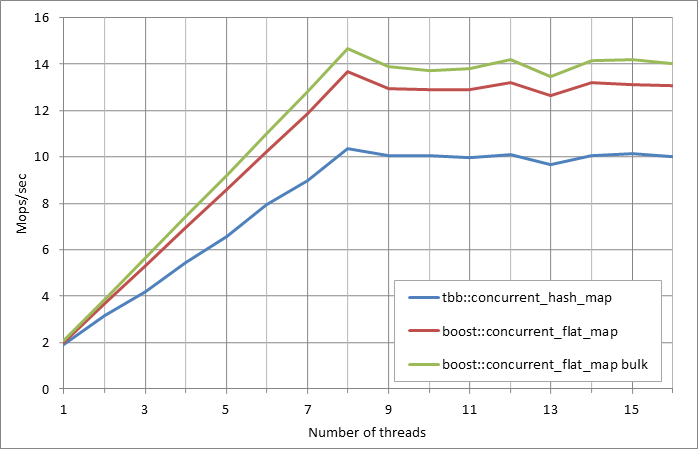 16
14
12
10
8
6
4
2
0
Mops/sec
tbb::concurrent_hash_map
boost::concurrent_flat_map
boost::concurrent_flat_map bulk
1 3 5 7 9 11 13 15
Number of threads